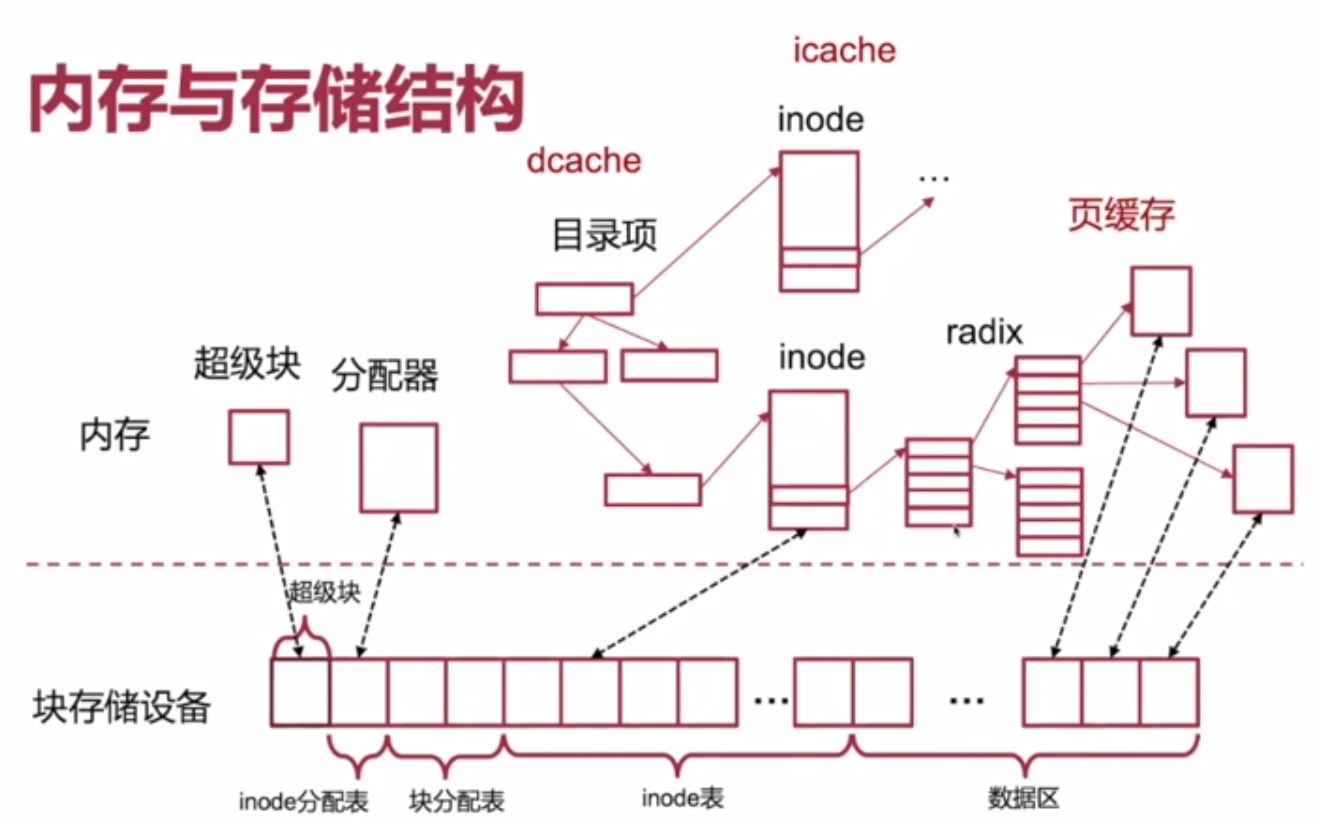 内存与存储结构
icache
inode
dcache
...
目录项
页缓存
radix
超级块
分配器
inode
内存
超级块
块存储设备
...
...
inode分配表
块分配表
inode表
数据区